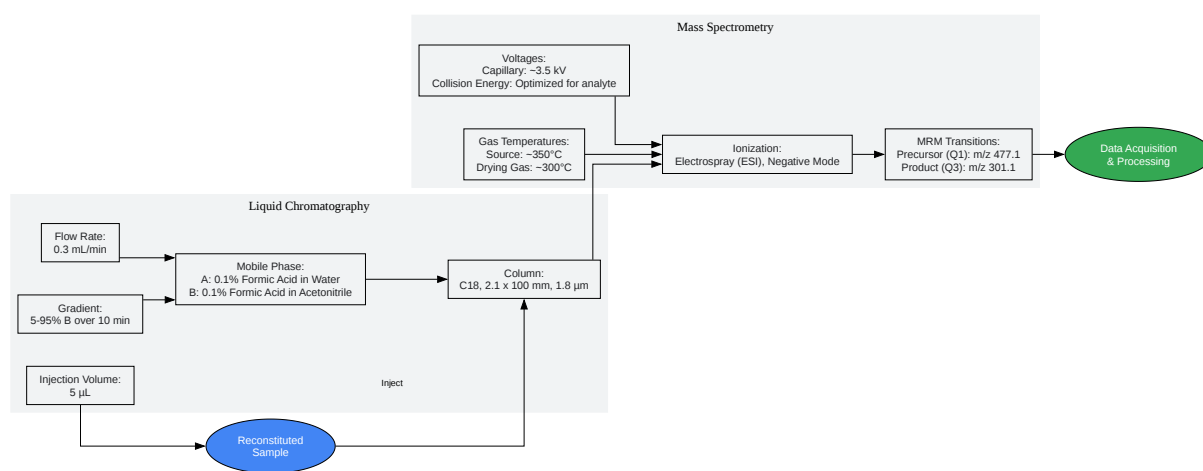 Mass Spectrometry
Voltages:
Capillary: ~3.5 kV
Collision Energy: Optimized for analyte
Gas Temperatures:
Source: ~350°C
Drying Gas: ~300°C
Ionization:
Electrospray (ESI), Negative Mode
MRM Transitions:
Precursor (Q1): m/z 477.1
Product (Q3): m/z 301.1
Data Acquisition
& Processing
Liquid Chromatography
Flow Rate:
0.3 mL/min
Mobile Phase:
A: 0.1% Formic Acid in Water
B: 0.1% Formic Acid in Acetonitrile
Column:
C18, 2.1 x 100 mm, 1.8 µm
Gradient:
5-95% B over 10 min
Injection Volume:
5 µL
Inject
Reconstituted
Sample